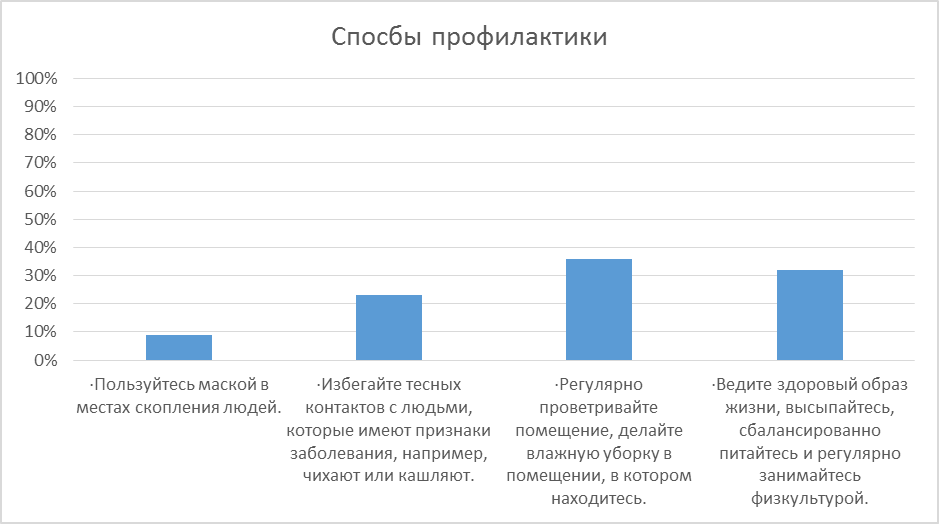 Спосбы профилактики
100%
90%
80%
70%
60%
50%
40%
30%
20%
10%
0%
·Пользуйтесь маской в
местах скопления людей.
·Избегайте тесных
контактов с людьми,
которые имеют признаки
заболевания, например,
чихают или кашляют.
·Регулярно
проветривайте
помещение, делайте
влажную уборку в
помещении, в котором
находитесь.
·Ведите здоровый образ
жизни, высыпайтесь,
сбалансированно
питайтесь и регулярно
занимайтесь
физкультурой.